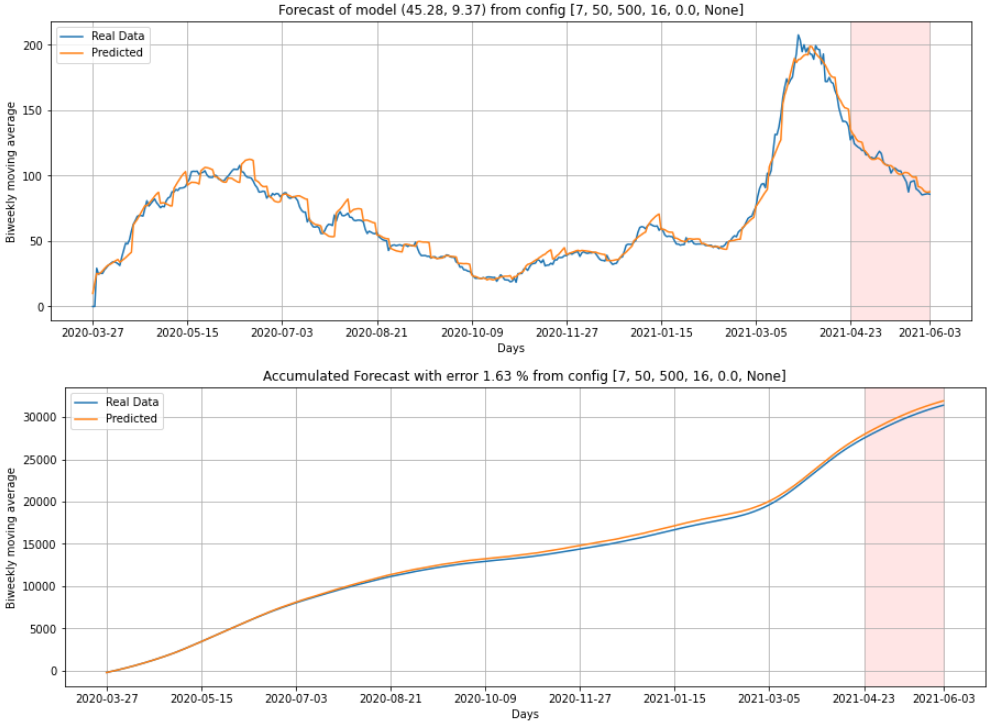 Forecast of model (45.28, 9.37) from config [7, 50, 500, 16, 0.0, None]
Real Data
Predicted
200
150
100
50
0
Biweekly moving average
2020-03-27 2020-05-15 2020-07-03 2020-08-21 2020-10-09 2020-11-27 2021-01-15 2021-03-05 2021-04-23 2021-06-03
Days
Accumulated Forecast with error 1.63 % from config [7, 50, 500, 16, 0.0, None]
Real Data
Predicted
30000
25000
20000
15000
10000
5000
0
Biweekly moving average
2020-03-27 2020-05-15 2020-07-03 2020-08-21 2020-10-09 2020-11-27 2021-01-15 2021-03-05 2021-04-23 2021-06-03
Days